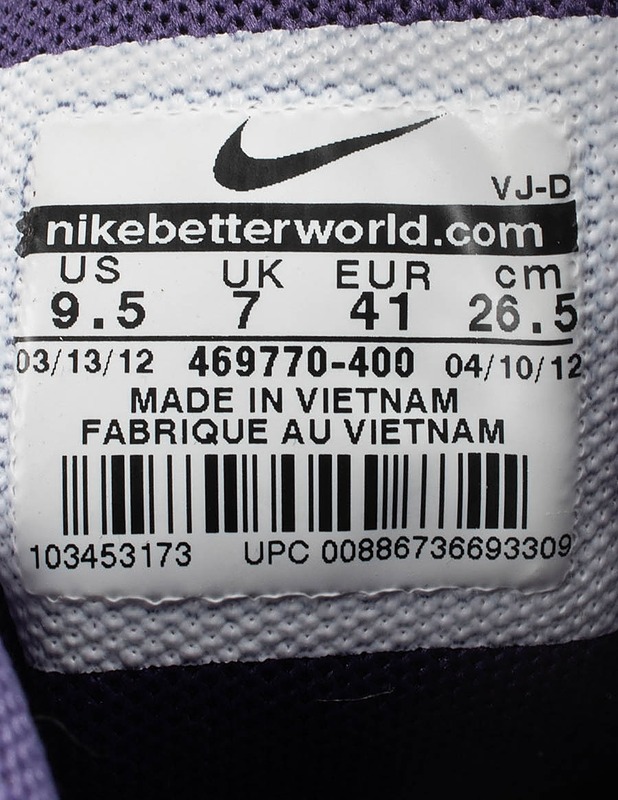 VJ-D
nikebetterworld.com
US UK EUR cm
9.5 7 41 26.5
03/13/12 469770-400 04/10/12
MADE IN VIETNAM
FABRIQUE AU VIETNAM
103453173 UPC 00886736693309